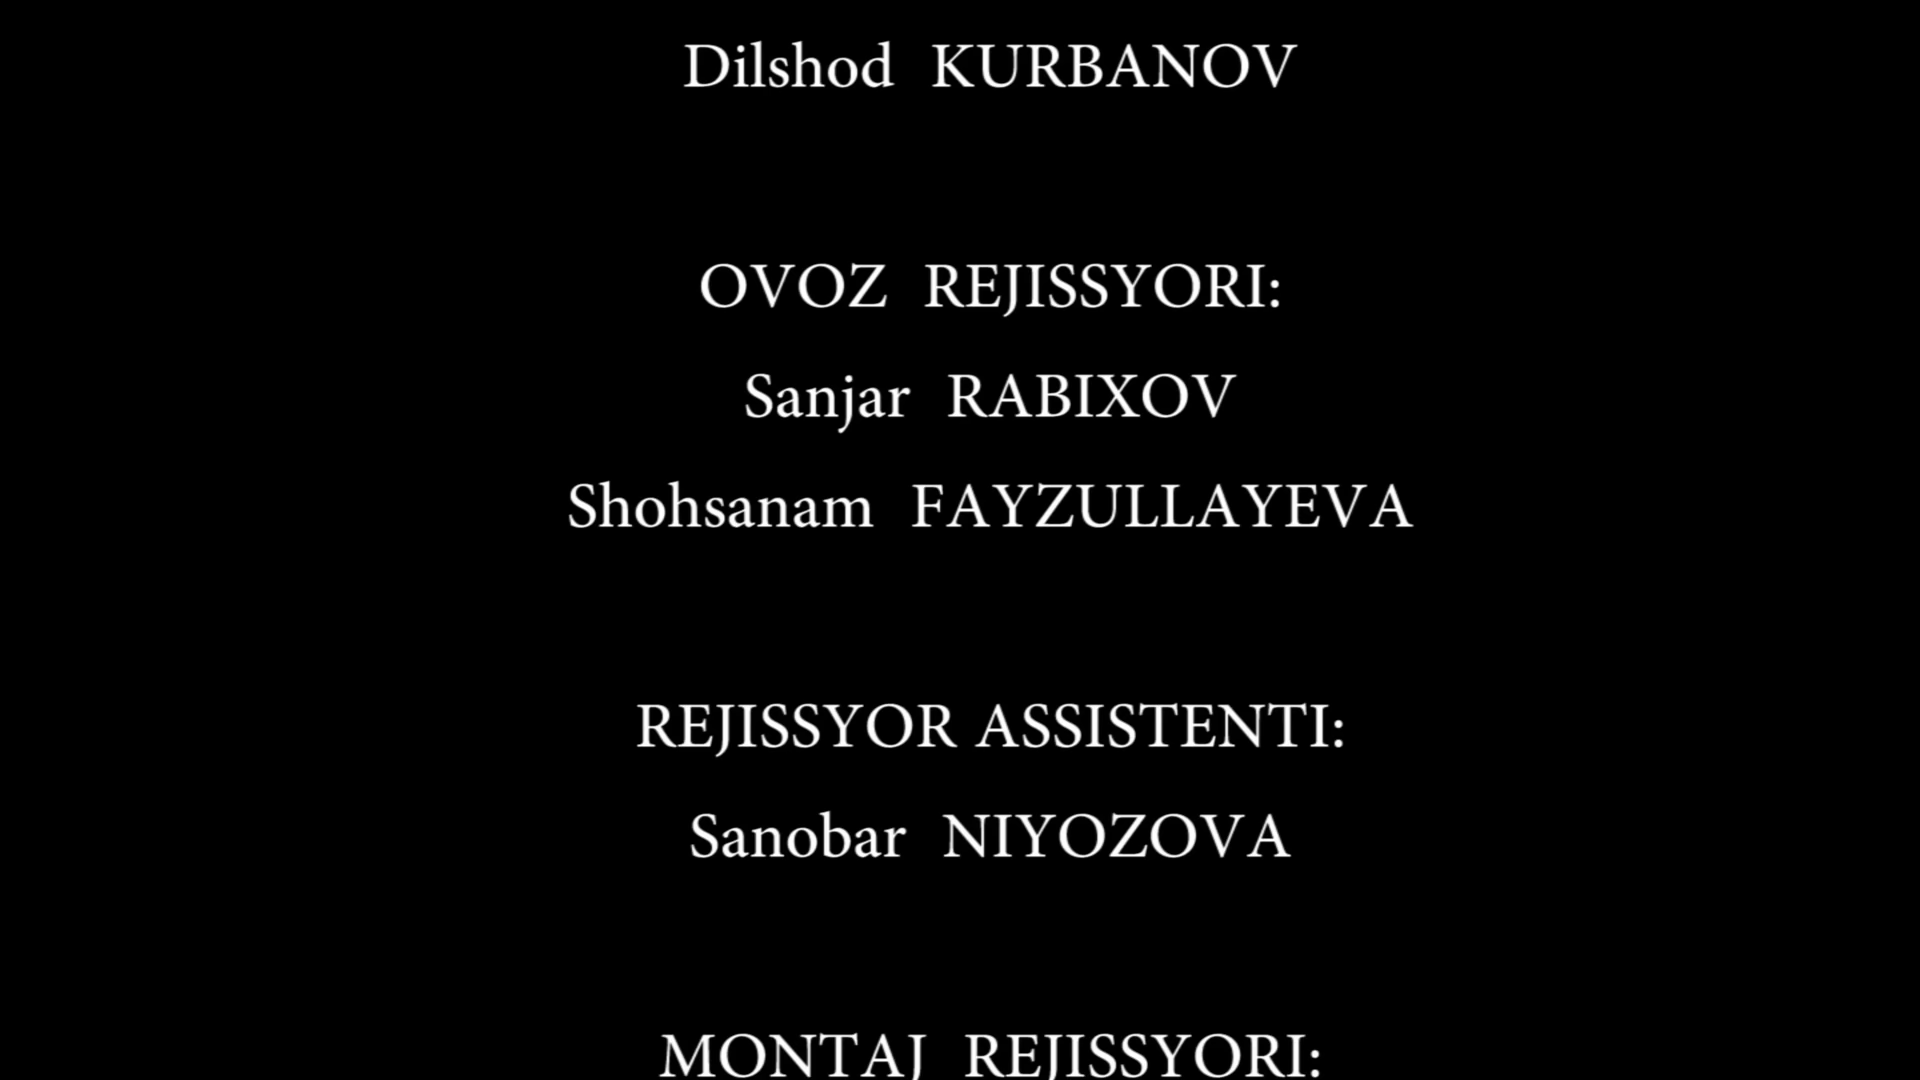 Dilshod KURBANOV
OVOZ REJISSYORI:
Sanjar RABIXOV
Shohsanam FAYZULLAYEVA
REJISSYOR ASSISTENTI:
Sanobar NIYOZOVA
MONTAJ REJISSYORI: